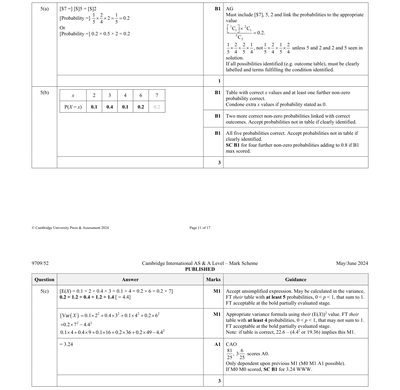 5(a) [$7 =] [$]5 + [$]2 B1 AG
[Probability =] 1/5 × 2/4 × 2 = 1/5 = 0.2 Must include [$7], 5, 2 and link the probabilities to the appropriate value
Or
[Probability =] 0.2 + 0.5 × 2 = 0.2
If all possibilities identified (e.g. outcome table), must be clearly
labelled and terms fulfilling the condition identified.
1
5(b) B1 Table with correct x values and at least one further non-zero
probability correct.
Condone extra x values if probability stated as 0.
x 2 3 4 6 7
P(X = x) 0.1 0.4 0.1 0.2 0.2
B1 Two more correct non-zero probabilities linked with correct
outcomes. Accept probabilities not in table if clearly identified.
B1 All five probabilities correct. Accept probabilities not in table if
clearly identified.
SC B1 for four further non-zero probabilities adding to 0.8 if B1
max scored.
3
© Cambridge University Press & Assessment 2024 Page 11 of 17
9709/52 Cambridge International AS & A Level – Mark Scheme May/June 2024
PUBLISHED
Question Answer Marks Guidance
5(c) [E(X) = 0.1 × 2 + 0.4 × 3 + 0.1 × 4 + 0.2 × 6 + 0.2 × 7]
0.2 + 1.2 + 0.4 + 1.2 + 1.4 [ = 4.4]
M1 Accept unsimplified expression. May be calculated in the variance,
FT their table with at least 5 probabilities, 0 < p < 1, that sum to 1.
FT acceptable at the bold partially evaluated stage.
[Var(X) =] 0.1 × 2² + 0.4 × 3² + 0.1 × 4² + 0.2 × 6²
+0.2 × 7² − 4.4²
0.1 × 4 + 0.4 × 9 + 0.1 × 16 + 0.2 × 36 + 0.2 × 49 − 4.4²
M1 Appropriate variance formula using their (E(X))² value. FT their
table with at least 4 probabilities, 0 < p < 1, that sum to 1. FT
acceptable at the bold partially evaluated stage.
Note: if table is correct, 22.6 − (4.4² or 19.36) implies this M1.
= 3.24 A1 CAO
81/25, 3 6/25 scores A0.
Only dependent upon previous M1 (M0 M1 A1 possible).
If M0 M0 scored, SC B1 for 3.24 WWW.
3